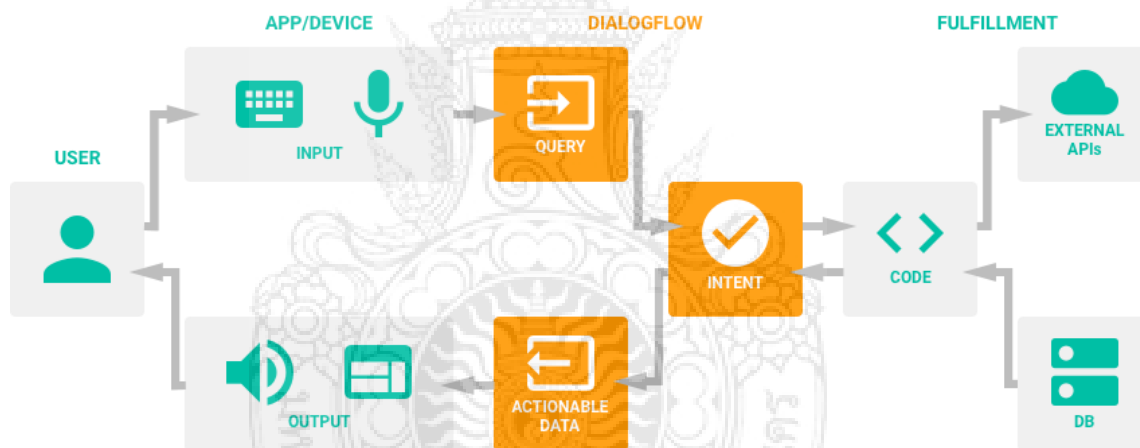 APP/DEVICE
DIALOGFLOW
FULFILLMENT
INPUT
QUERY
EXTERNAL
APIs
USER
INTENT
CODE
OUTPUT
ACTIONABLE
DATA
DB